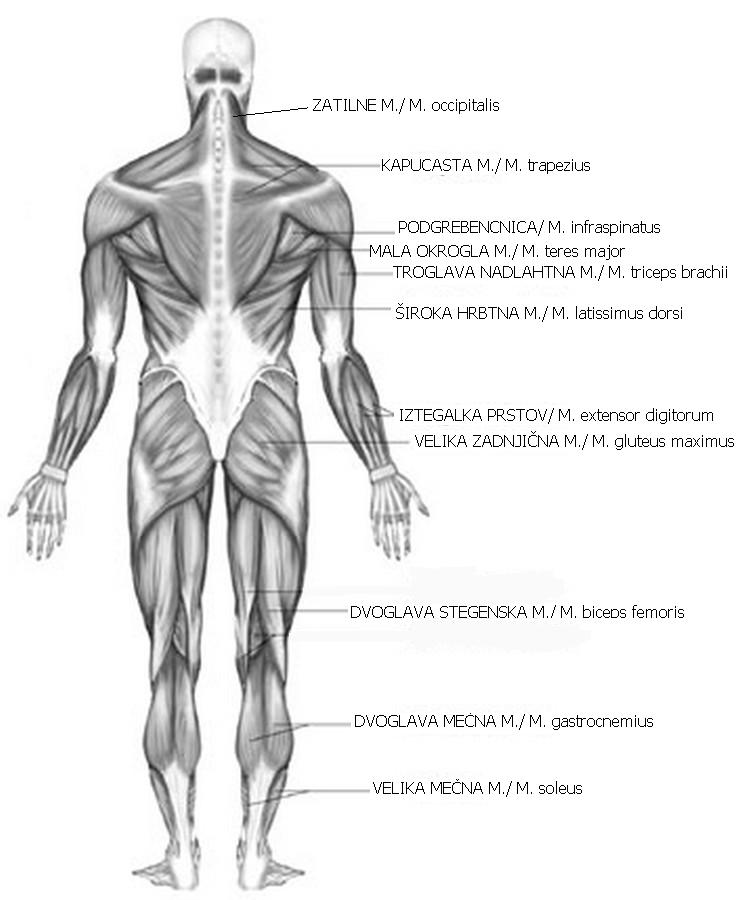 ZATILNE M./ M. occipitalis
KAPUCASTA M./ M. trapezius
PODGREBENCNICA/ M. infraspinatus
MALA OKROGLA M./ M. teres major
TROGLAVA NADLAHTNA M./ M. triceps brachii
ŠIROKA HRBTNA M./ M. latissimus dorsi
IZTEGALKA PRSTOV/ M. extensor digitorum
VELIKA ZADNJIČNA M./ M. gluteus maximus
DVOGLAVA STEGENSKA M./ M. biceps femoris
DVOGLAVA MEČNA M./ M. gastrocnemius
VELIKA MEČNA M./ M. soleus